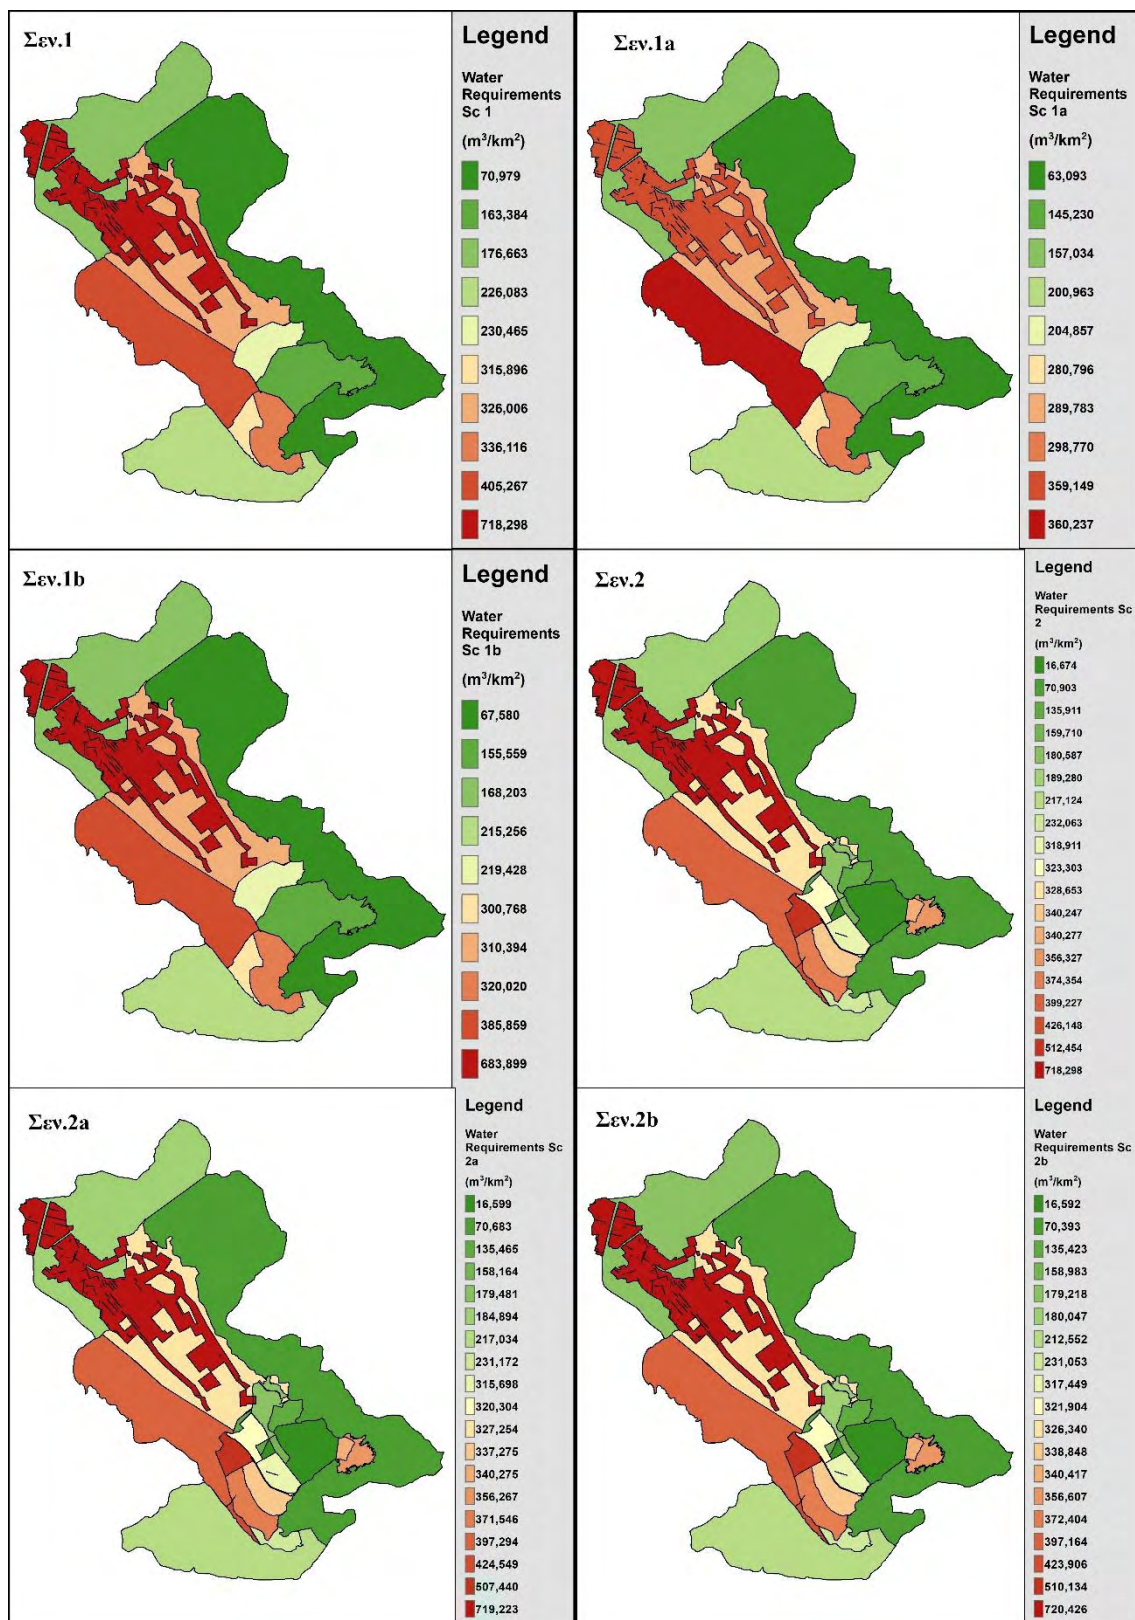 Σεν.1
Legend
Water
Requirements
Sc 1
(m³/km²)
70,979
163,384
176,663
226,083
230,465
315,896
326,006
336,116
405,267
718,298
Σεν.1a
Legend
Water
Requirements
Sc 1a
(m³/km²)
63,093
145,230
157,034
200,963
204,857
280,796
289,783
298,770
359,149
360,237
Σεν.1b
Legend
Water
Requirements
Sc 1b
(m³/km²)
67,580
155,559
168,203
215,256
219,428
300,768
310,394
320,020
385,859
683,899
Σεν.2
Legend
Water
Requirements Sc
2
(m³/km²)
16,674
70,903
135,911
159,710
180,587
189,280
217,124
232,063
318,911
323,303
328,653
340,247
340,277
356,327
374,354
399,227
426,148
512,454
718,298
Σεν.2a
Legend
Water
Requirements Sc
2a
(m³/km²)
16,599
70,683
135,465
158,164
179,481
184,894
217,034
231,172
315,698
320,304
327,254
337,275
340,275
356,267
371,546
397,294
424,549
507,440
719,223
Σεν.2b
Legend
Water
Requirements Sc
2b
(m³/km²)
16,592
70,393
135,423
158,983
179,218
180,047
212,552
231,053
317,449
321,904
326,340
338,848
340,417
356,607
372,404
397,164
423,906
510,134
720,426